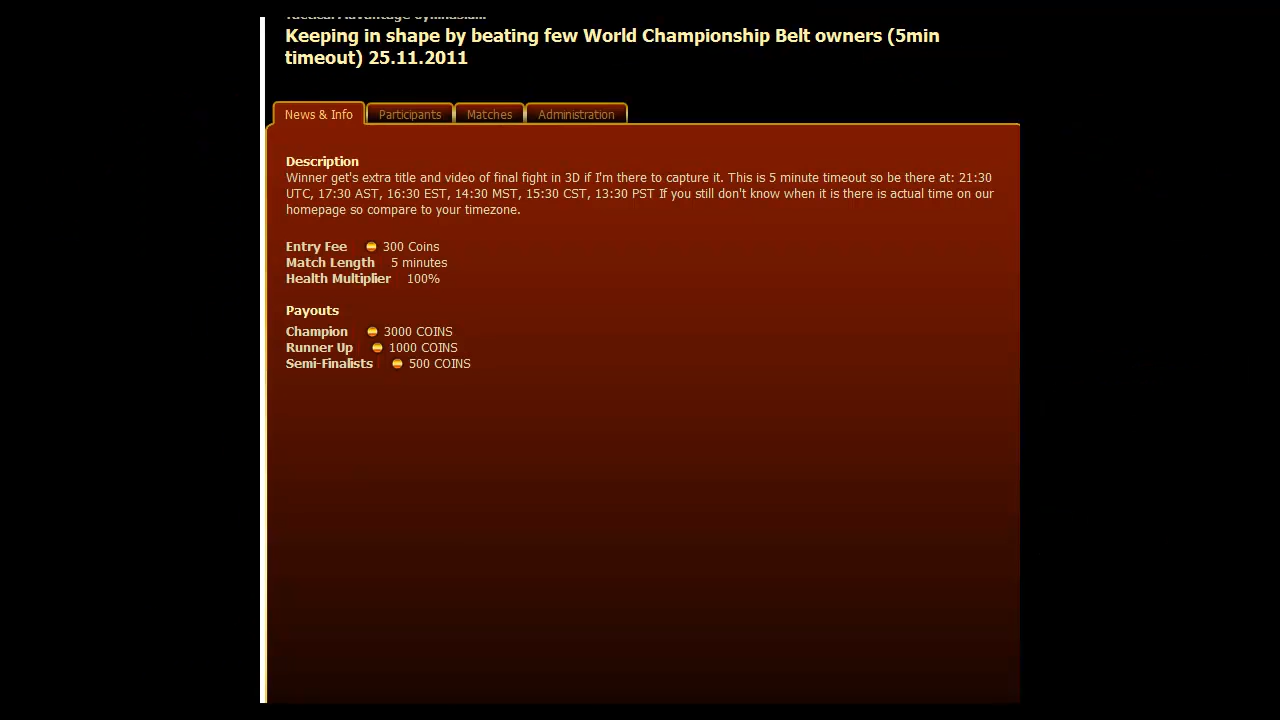 Tactical Advantage Gymnasium
Keeping in shape by beating few World Championship Belt owners (5min
timeout) 25.11.2011
News & Info
Participants
Matches
Administration
Description
Winner get's extra title and video of final fight in 3D if I'm there to capture it. This is 5 minute timeout so be there at: 21:30
UTC, 17:30 AST, 16:30 EST, 14:30 MST, 15:30 CST, 13:30 PST If you still don't know when it is there is actual time on our
homepage so compare to your timezone.
Entry Fee 300 Coins
Match Length 5 minutes
Health Multiplier 100%
Payouts
Champion 3000 COINS
Runner Up 1000 COINS
Semi-Finalists 500 COINS